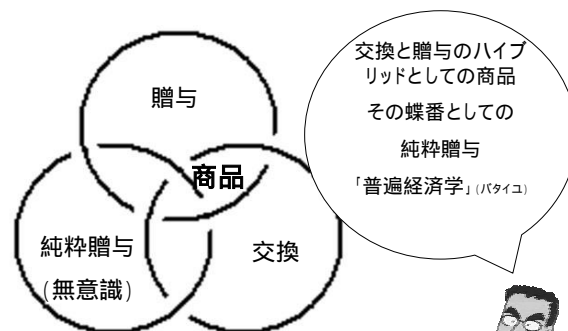 贈与
商品
純粋贈与
(無意識)
交換
交換と贈与のハイブ
リッドとしての商品
その蝶番としての
純粋贈与
「普遍経済学」(バタイユ)